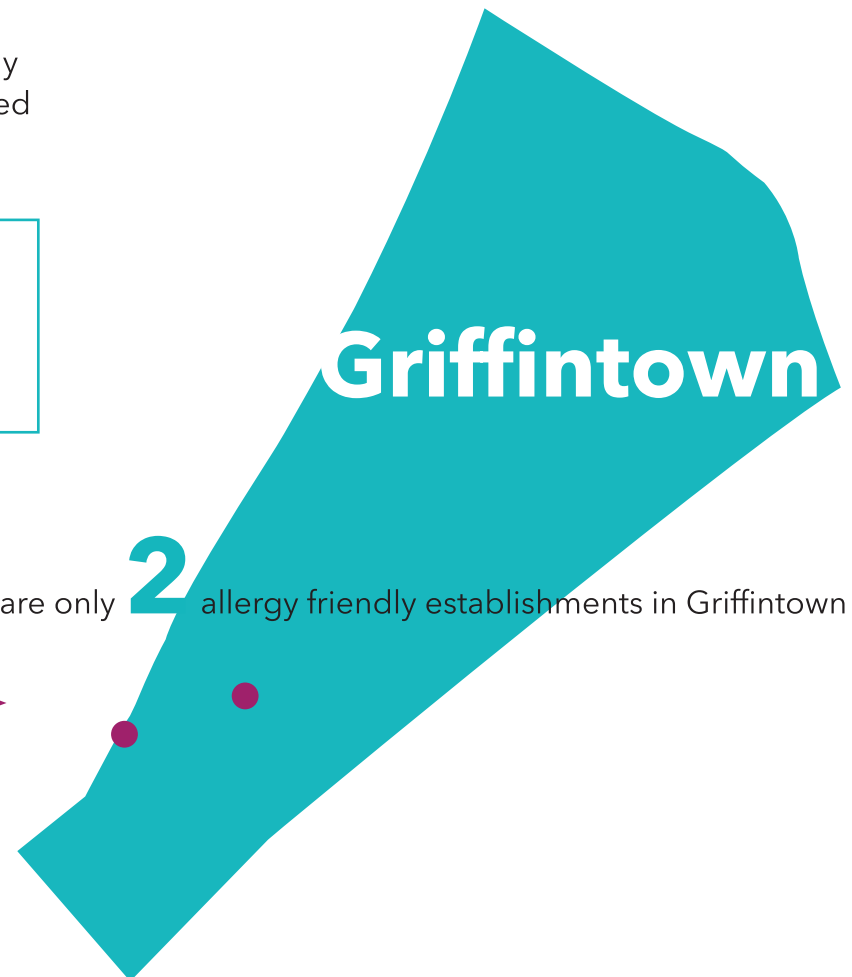 y
ed
Griffintown
are only 2 allergy friendly establishments in Griffintown